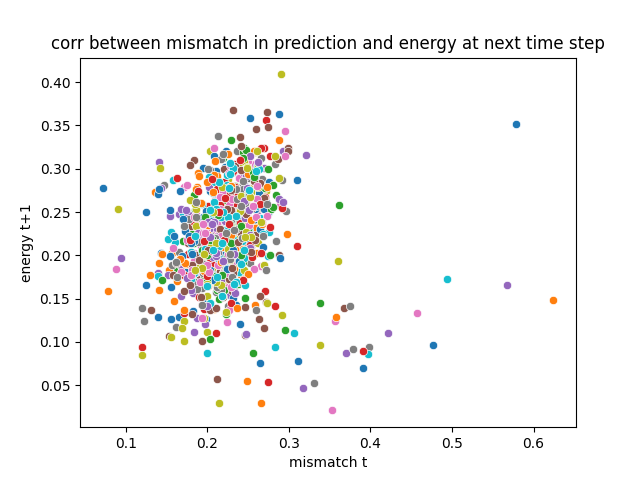 corr between mismatch in prediction and energy at next time step
0.40
0.35
0.30
0.25
0.20
0.15
0.10
0.05
energy t+1
0.1 0.2 0.3 0.4 0.5 0.6
mismatch t